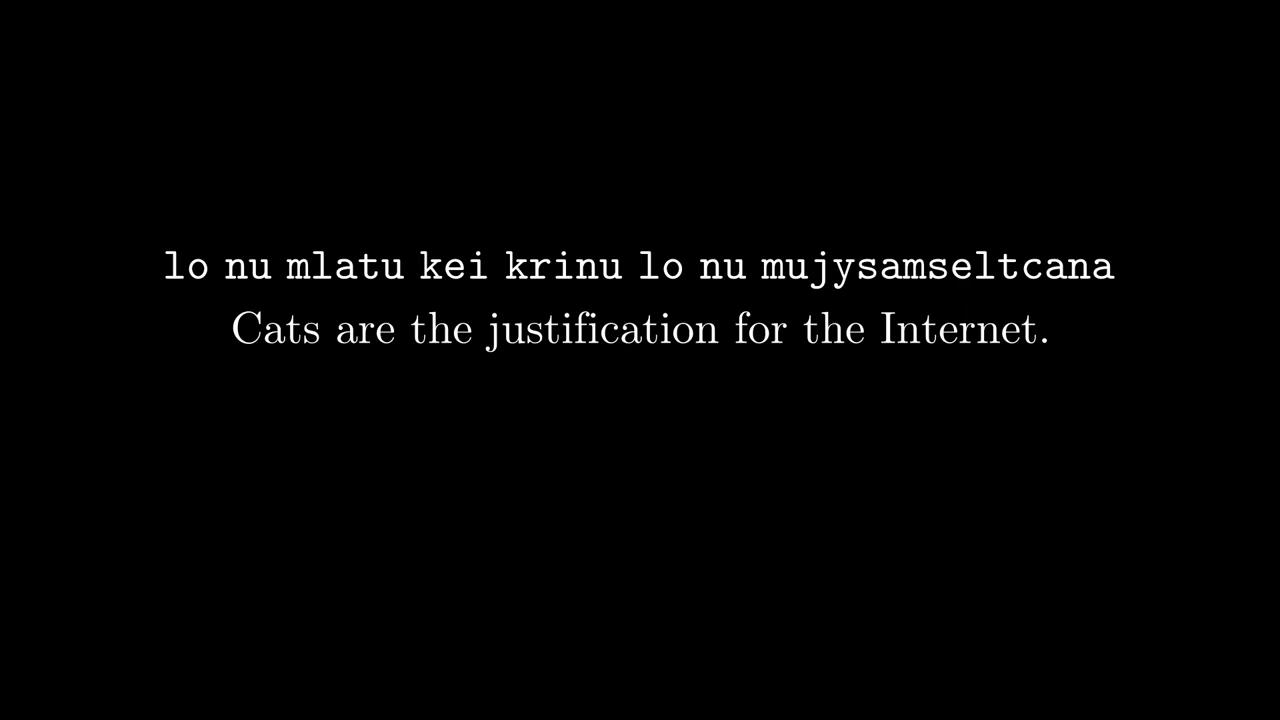 lo nu mlatu kei krinu lo nu mujysamseltcana
Cats are the justification for the Internet.